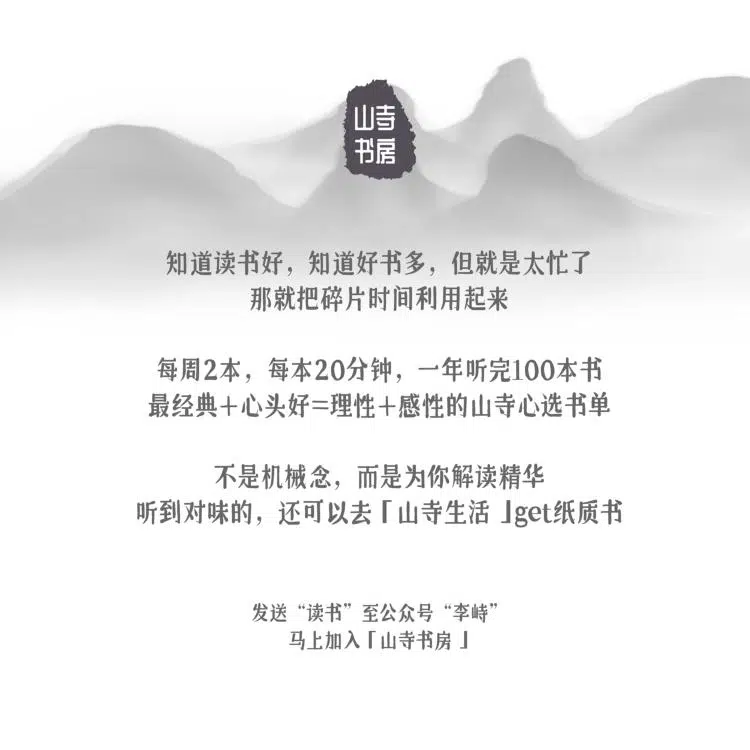 山寺
书房
知道读书好，知道好书多，但就是太忙了
那就把碎片时间利用起来
每周2本，每本20分钟，一年听完100本书
最经典+心头好=理性+感性的山寺心选书单
不是机械念，而是为你解读精华
听到对味的，还可以去「山寺生活」get纸质书
发送“读书”至公众号“李峙”
马上加入「山寺书房」